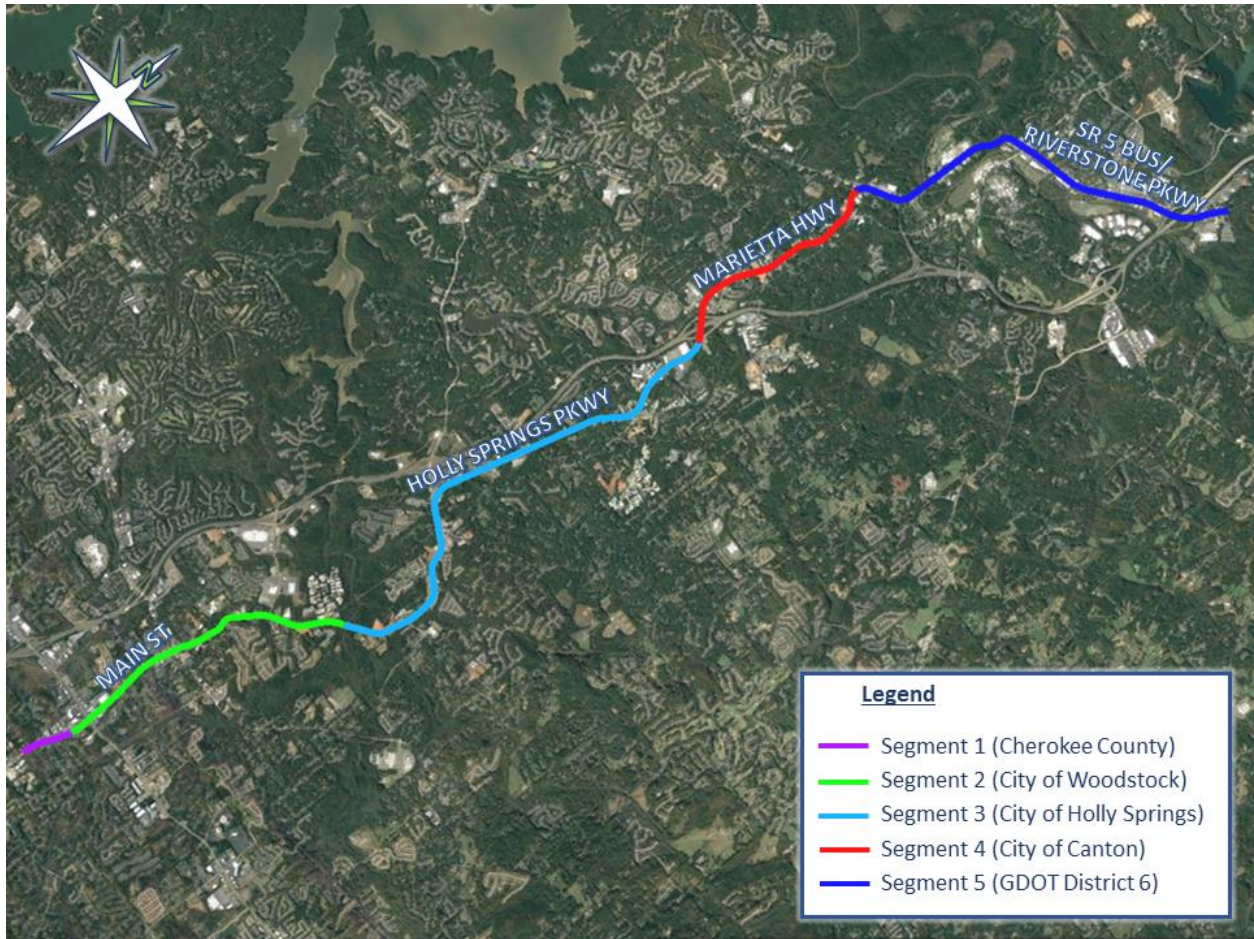 N
SR 5 BUS/
RIVERSTONE PKWY
MARIETTA HWY
HOLLY SPRINGS PKWY
MAIN ST.
Legend
Segment 1 (Cherokee County)
Segment 2 (City of Woodstock)
Segment 3 (City of Holly Springs)
Segment 4 (City of Canton)
Segment 5 (GDOT District 6)